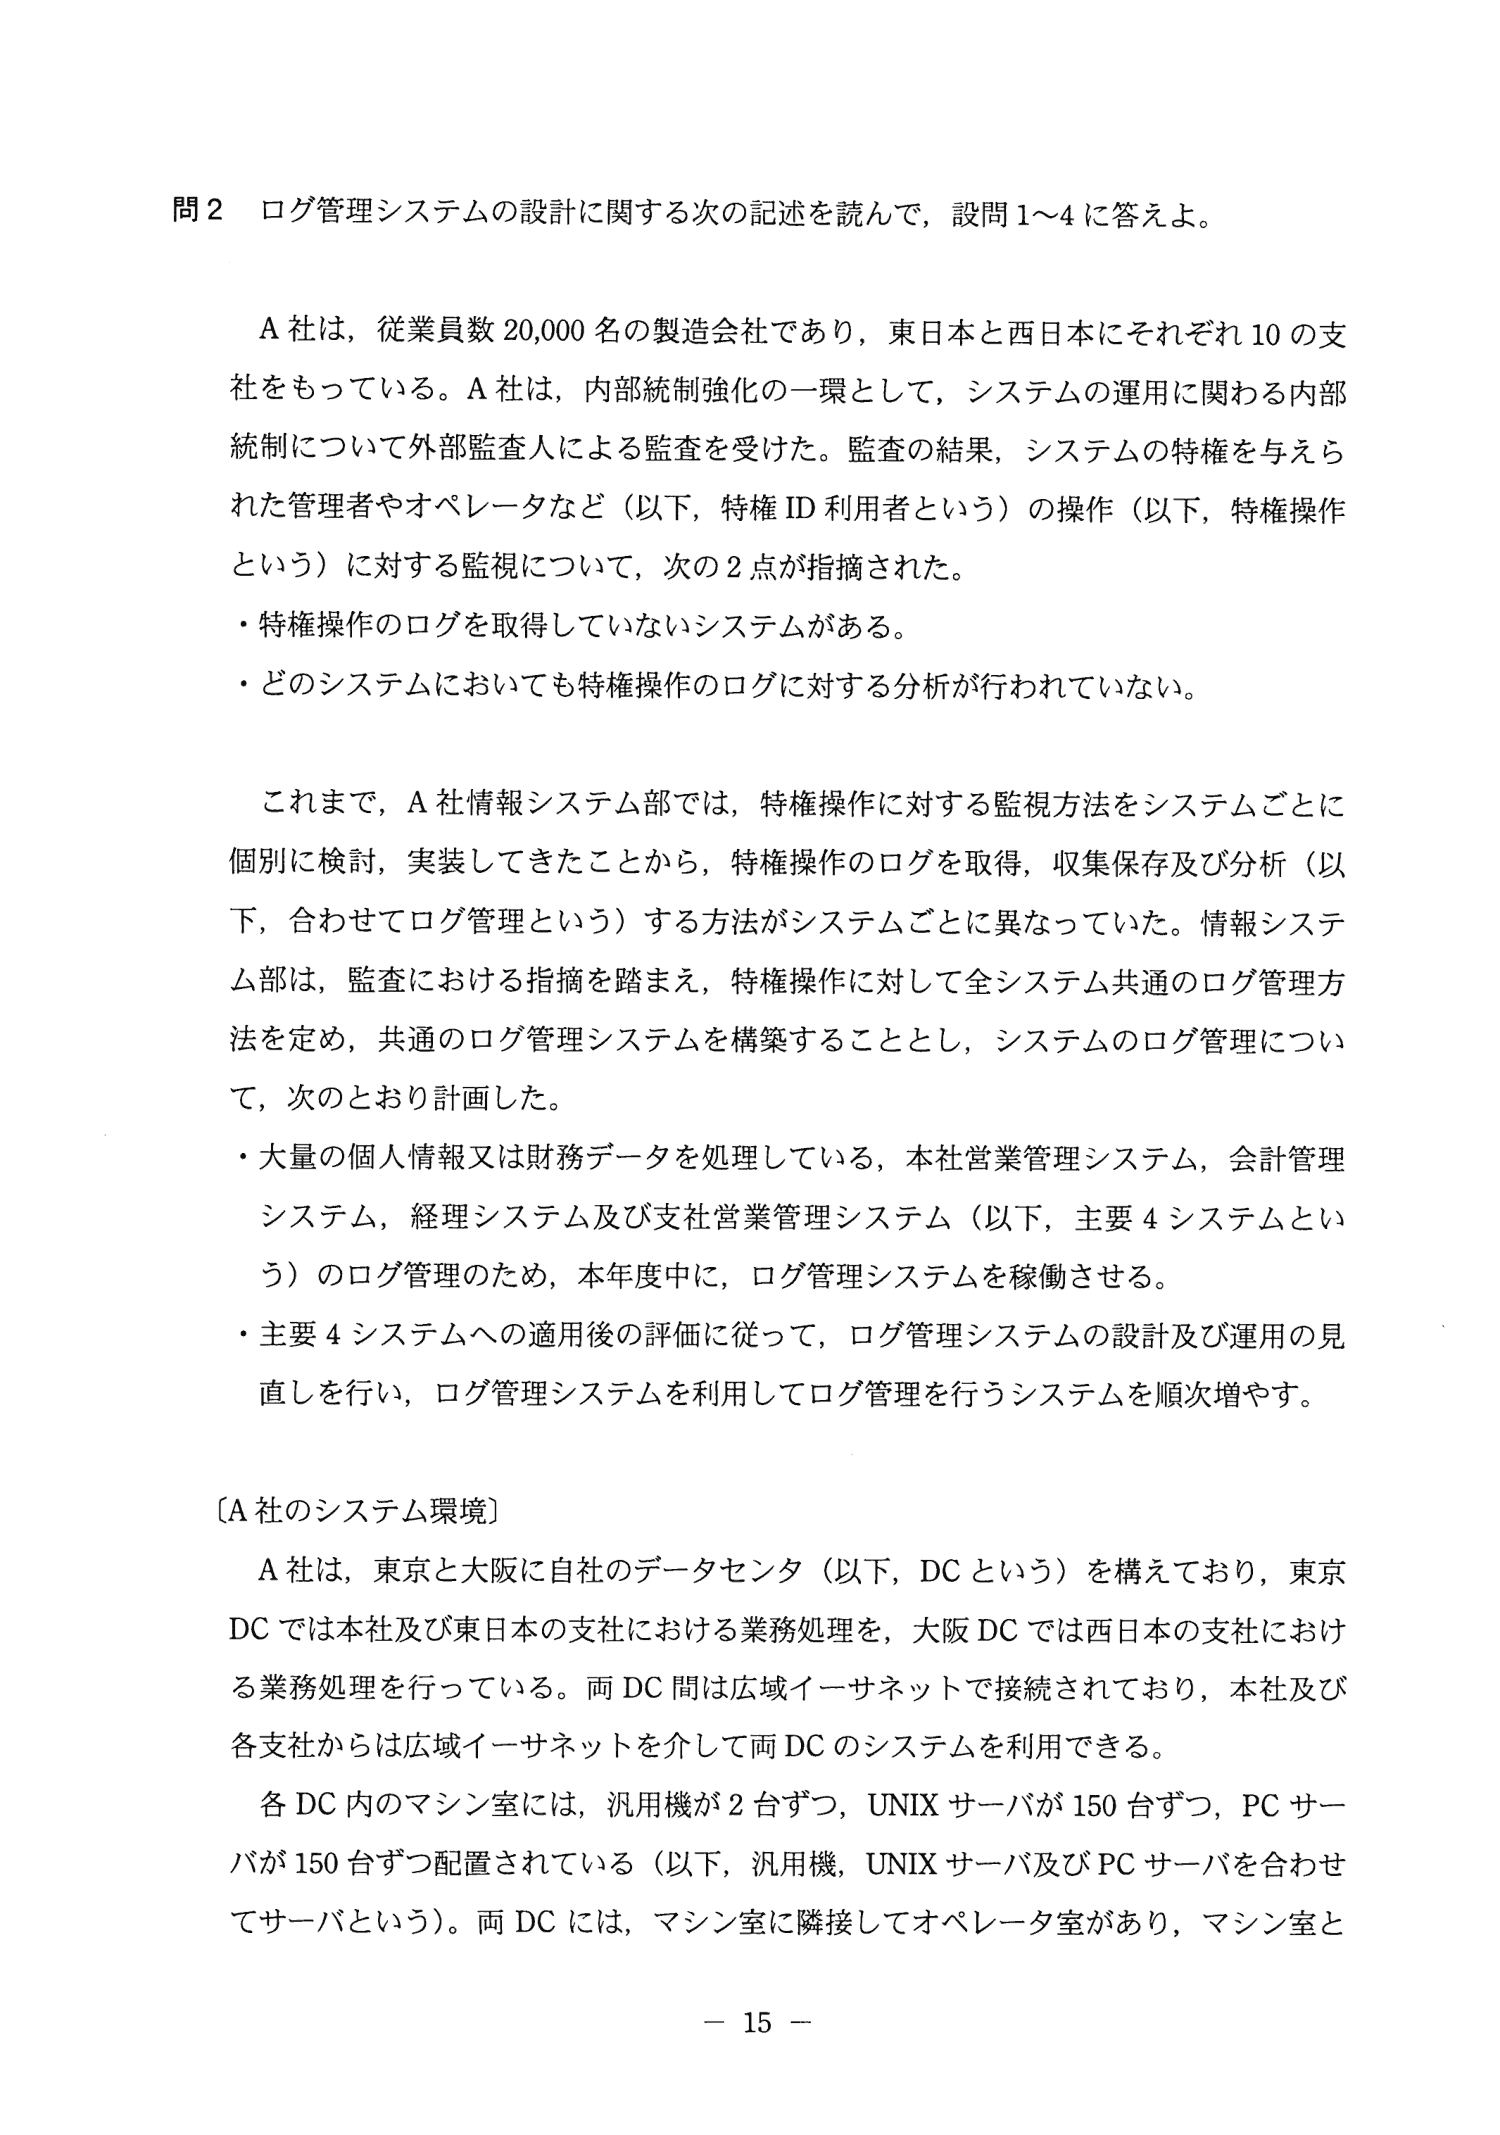 問2　ログ管理システムの設計に関する次の記述を読んで，設問1～4に答えよ。
A社は，従業員数20,000名の製造会社であり，東日本と西日本にそれぞれ10の支
社をもっている。A社は，内部統制強化の一環として，システムの運用に関わる内部
統制について外部監査人による監査を受けた。監査の結果，システムの特権を与えら
れた管理者やオペレータなど（以下，特権ID利用者という）の操作（以下，特権操作
という）に対する監視について，次の2点が指摘された。
・特権操作のログを取得していないシステムがある。
・どのシステムにおいても特権操作のログに対する分析が行われていない。
これまで，A社情報システム部では，特権操作に対する監視方法をシステムごとに
個別に検討，実装してきたことから，特権操作のログを取得，収集保存及び分析（以
下，合わせてログ管理という）する方法がシステムごとに異なっていた。情報システ
ム部は，監査における指摘を踏まえ，特権操作に対して全システム共通のログ管理方
法を定め，共通のログ管理システムを構築することとし，システムのログ管理につい
て，次のとおり計画した。
・大量の個人情報又は財務データを処理している，本社営業管理システム，会計管理
システム，経理システム及び支社営業管理システム（以下，主要4システムとい
う）のログ管理のため，本年度中に，ログ管理システムを稼働させる。
・主要4システムへの適用後の評価に従って，ログ管理システムの設計及び運用の見
直しを行い，ログ管理システムを利用してログ管理を行うシステムを順次増やす。
〔A社のシステム環境〕
A社は，東京と大阪に自社のデータセンタ（以下，DCという）を構えており，東京
DCでは本社及び東日本の支社における業務処理を，大阪DCでは西日本の支社におけ
る業務処理を行っている。両DC間は広域イーサネットで接続されており，本社及び
各支社からは広域イーサネットを介して両DCのシステムを利用できる。
各DC内のマシン室には，汎用機が2台ずつ，UNIXサーバが150台ずつ，PCサー
バが150台ずつ配置されている（以下，汎用機，UNIXサーバ及びPCサーバを合わせ
てサーバという）。両DCには，マシン室に隣接してオペレータ室があり，マシン室と
－ 15 －